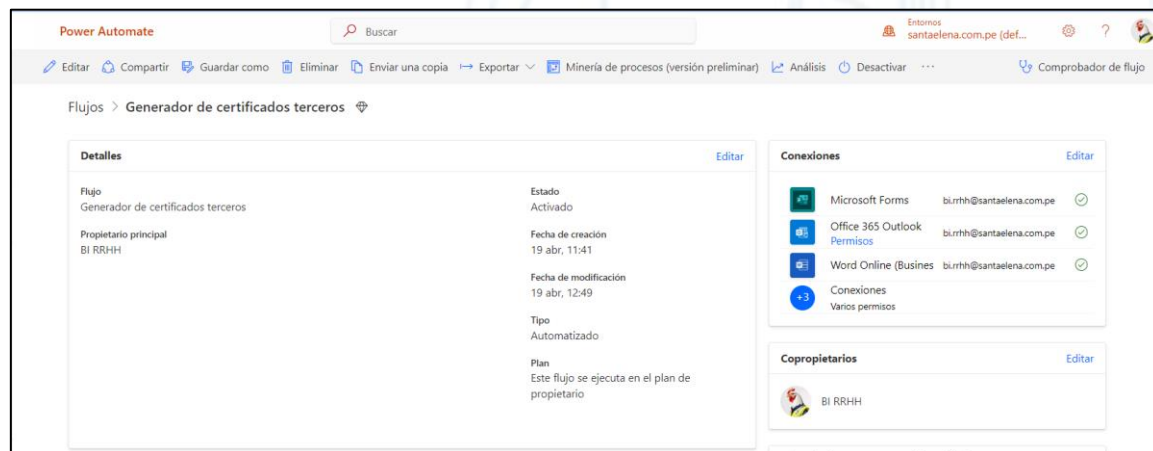 Power Automate
Buscar
Entornos
santaelena.com.pe (def...
?
Editar Compartir Guardar como Eliminar Enviar una copia Exportar Minería de procesos (versión preliminar) Análisis Desactivar ··· Comprobador de flujo
Flujos > Generador de certificados terceros
Detalles Editar
Flujo
Generador de certificados terceros
Propietario principal
BI RRHH
Estado
Activado
Fecha de creación
19 abr, 11:41
Fecha de modificación
19 abr, 12:49
Tipo
Automatizado
Plan
Este flujo se ejecuta en el plan de
propietario
Conexiones Editar
Microsoft Forms bi.rrhh@santaelena.com.pe
Office 365 Outlook bi.rrhh@santaelena.com.pe
Permisos
Word Online (Busines bi.rrhh@santaelena.com.pe
+3 Conexiones
Varios permisos
Copropietarios Editar
BI RRHH